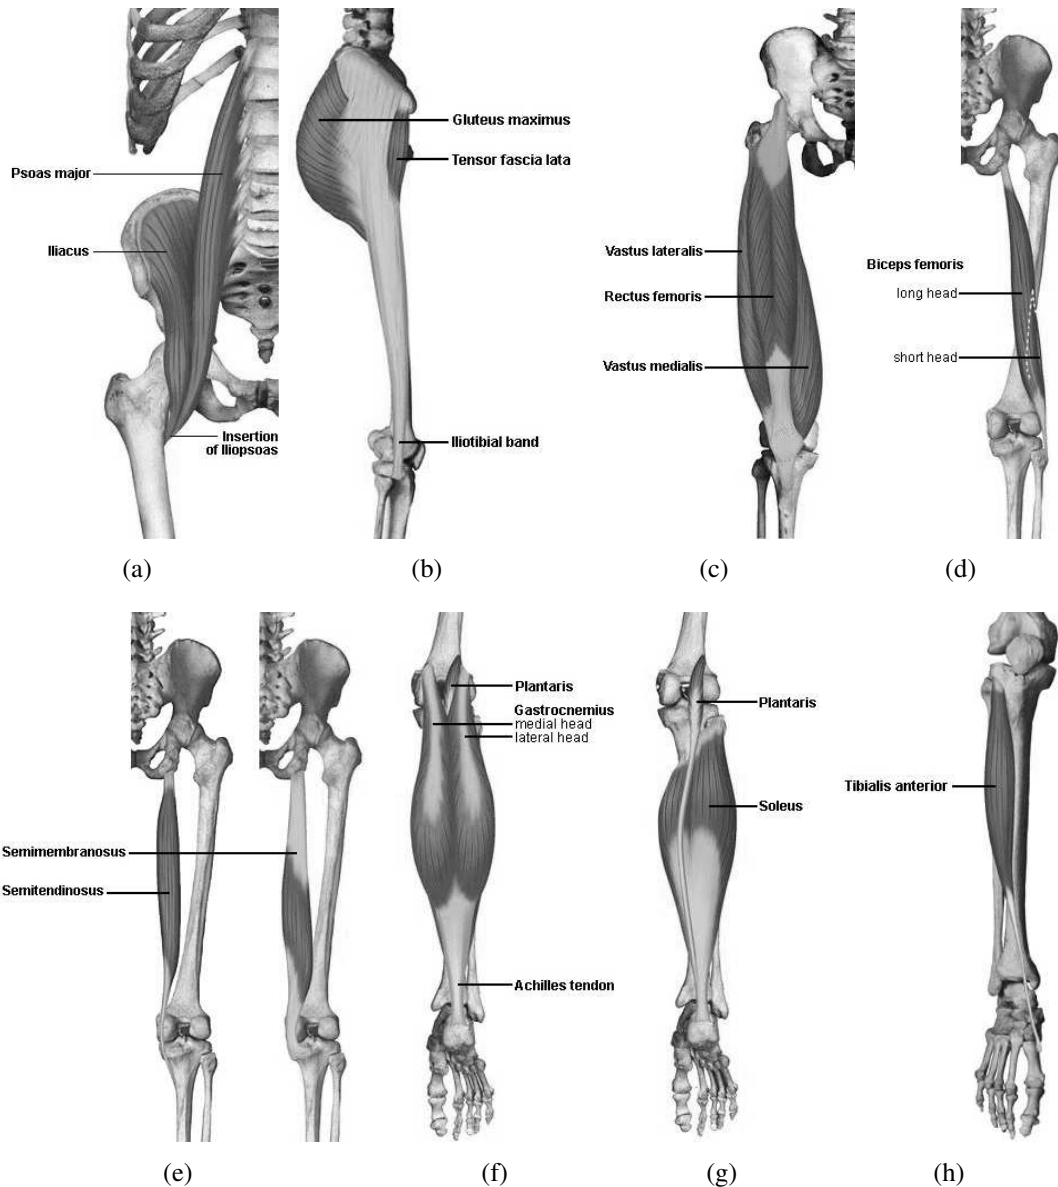 Psoas major
Iliacus
Insertion
of Iliopsoas
Gluteus maximus
Tensor fascia lata
Iliotibial band
Vastus lateralis
Rectus femoris
Vastus medialis
Biceps femoris
long head
short head
(a)
(b)
(c)
(d)
Semimembranosus
Semitendinosus
Plantaris
Gastrocnemius
medial head
lateral head
Achilles tendon
Plantaris
Soleus
Tibialis anterior
(e)
(f)
(g)
(h)